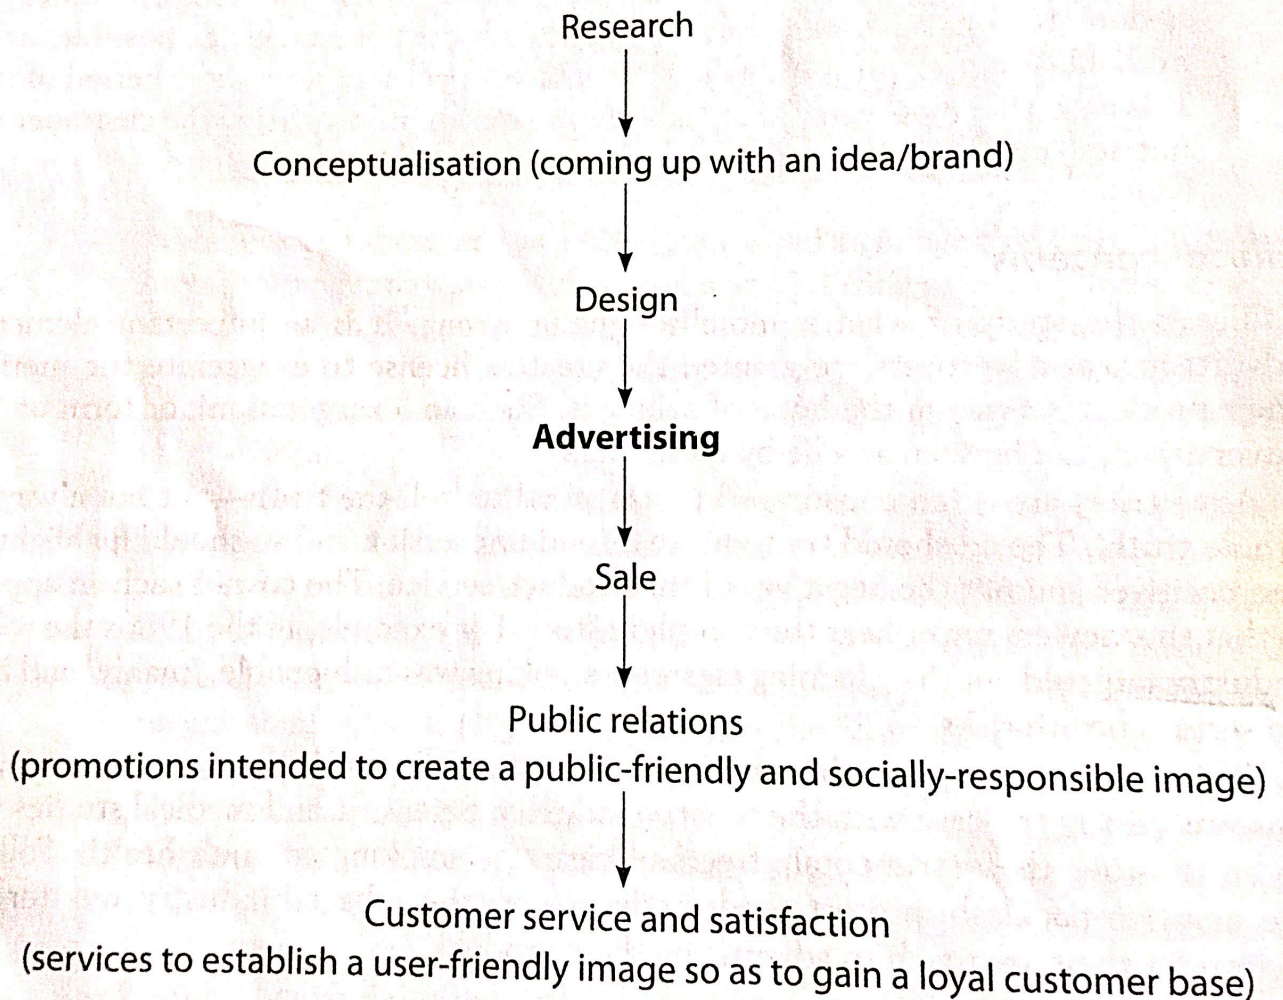 Research
Conceptualisation (coming up with an idea/brand)
Design
Advertising
Sale
Public relations
(promotions intended to create a public-friendly and socially-responsible image)
Customer service and satisfaction
(services to establish a user-friendly image so as to gain a loyal customer base)